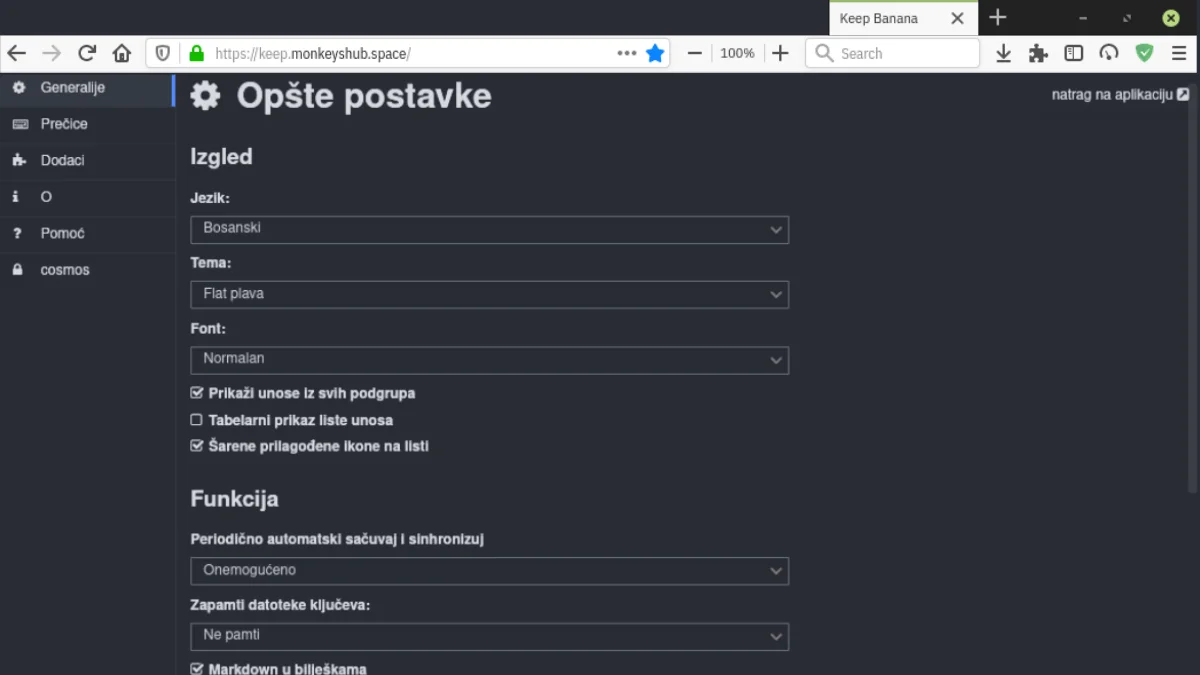 Keep Banana
https://keep.monkeyshub.space/
100%
Search
Generalije
Prečice
Dodaci
O
Pomoć
cosmos
Opšte postavke
natrag na aplikaciju
Izgled
Jezik:
Bosanski
Tema:
Flat plava
Font:
Normalan
Prikaži unose iz svih podgrupa
Tabelarni prikaz liste unosa
Šarene prilagođene ikone na listi
Funkcija
Periodično automatski sačuvaj i sinhronizuj
Onemogućeno
Zapamti datoteke ključeva:
Ne pamti
Markdown u bilješkama